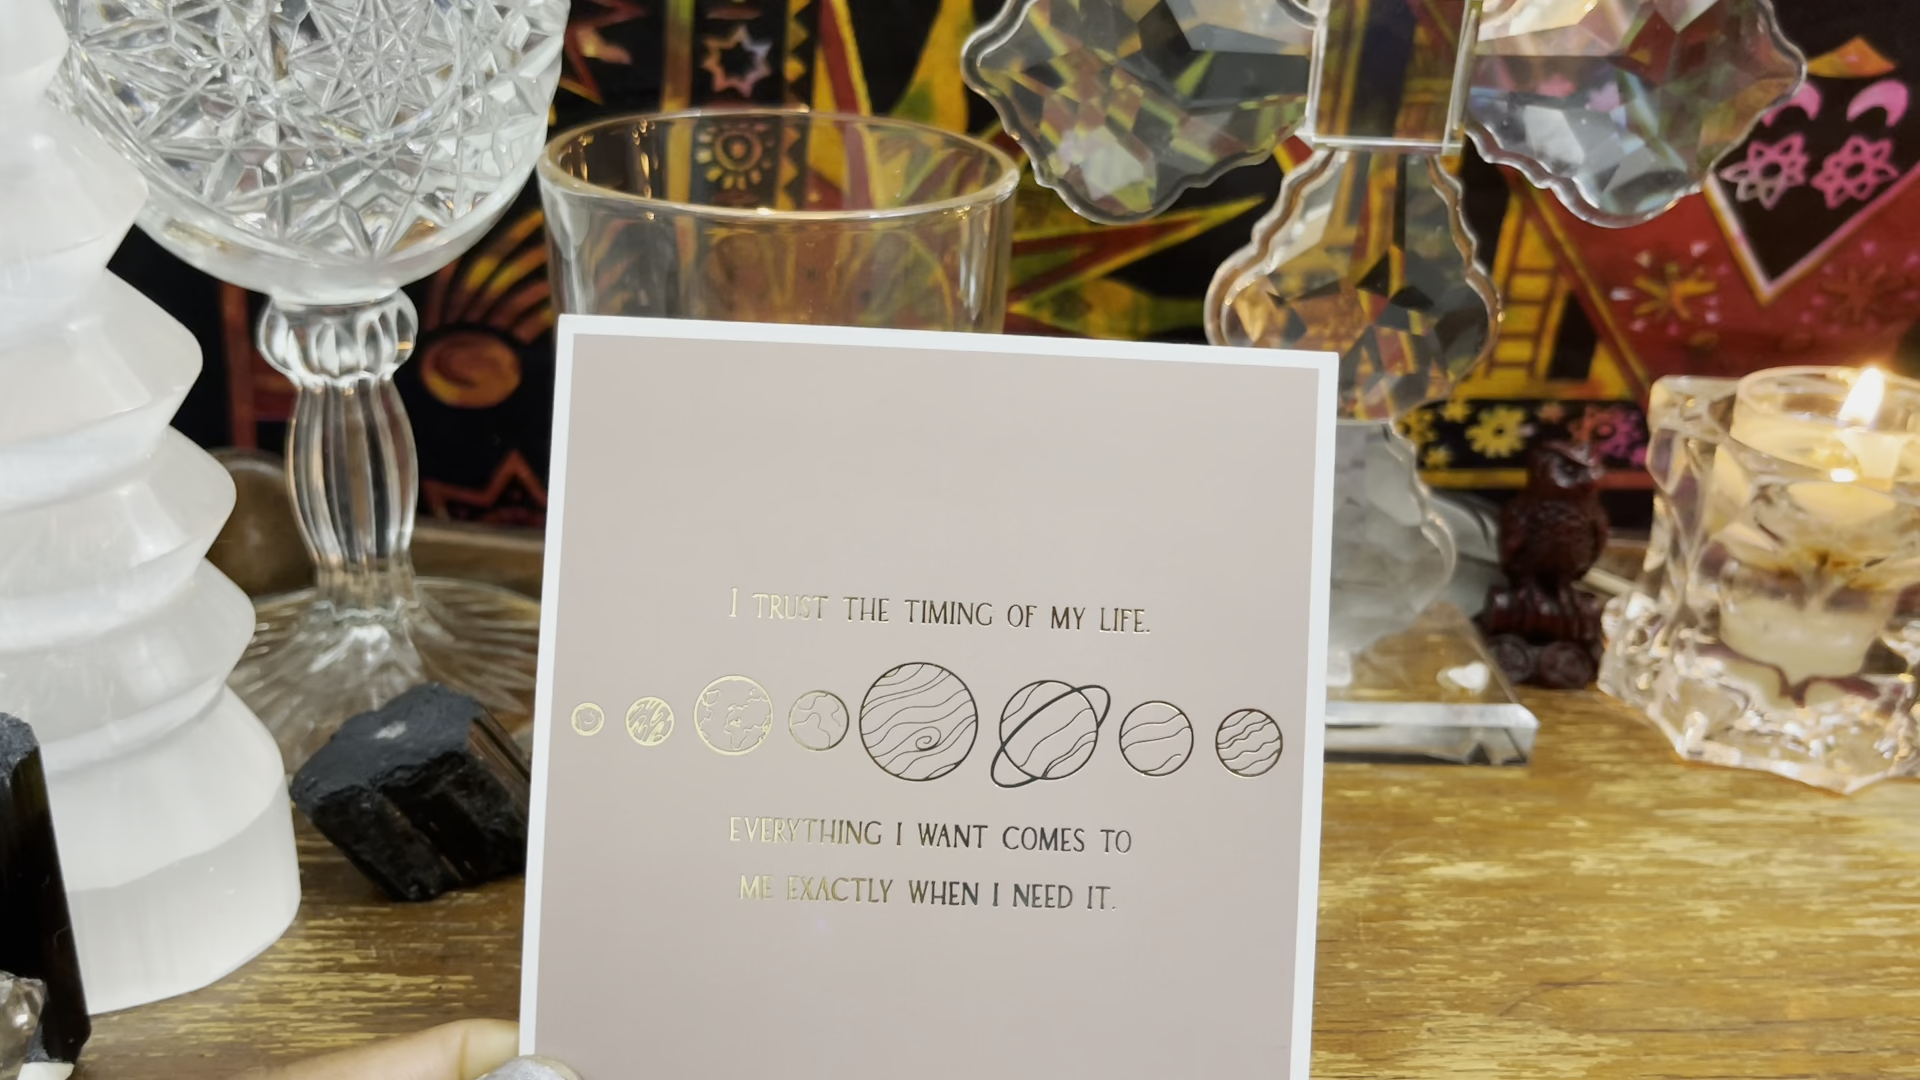 I TRUST THE TIMING OF MY LIFE.
EVERYTHING I WANT COMES TO
ME EXACTLY WHEN I NEED IT.